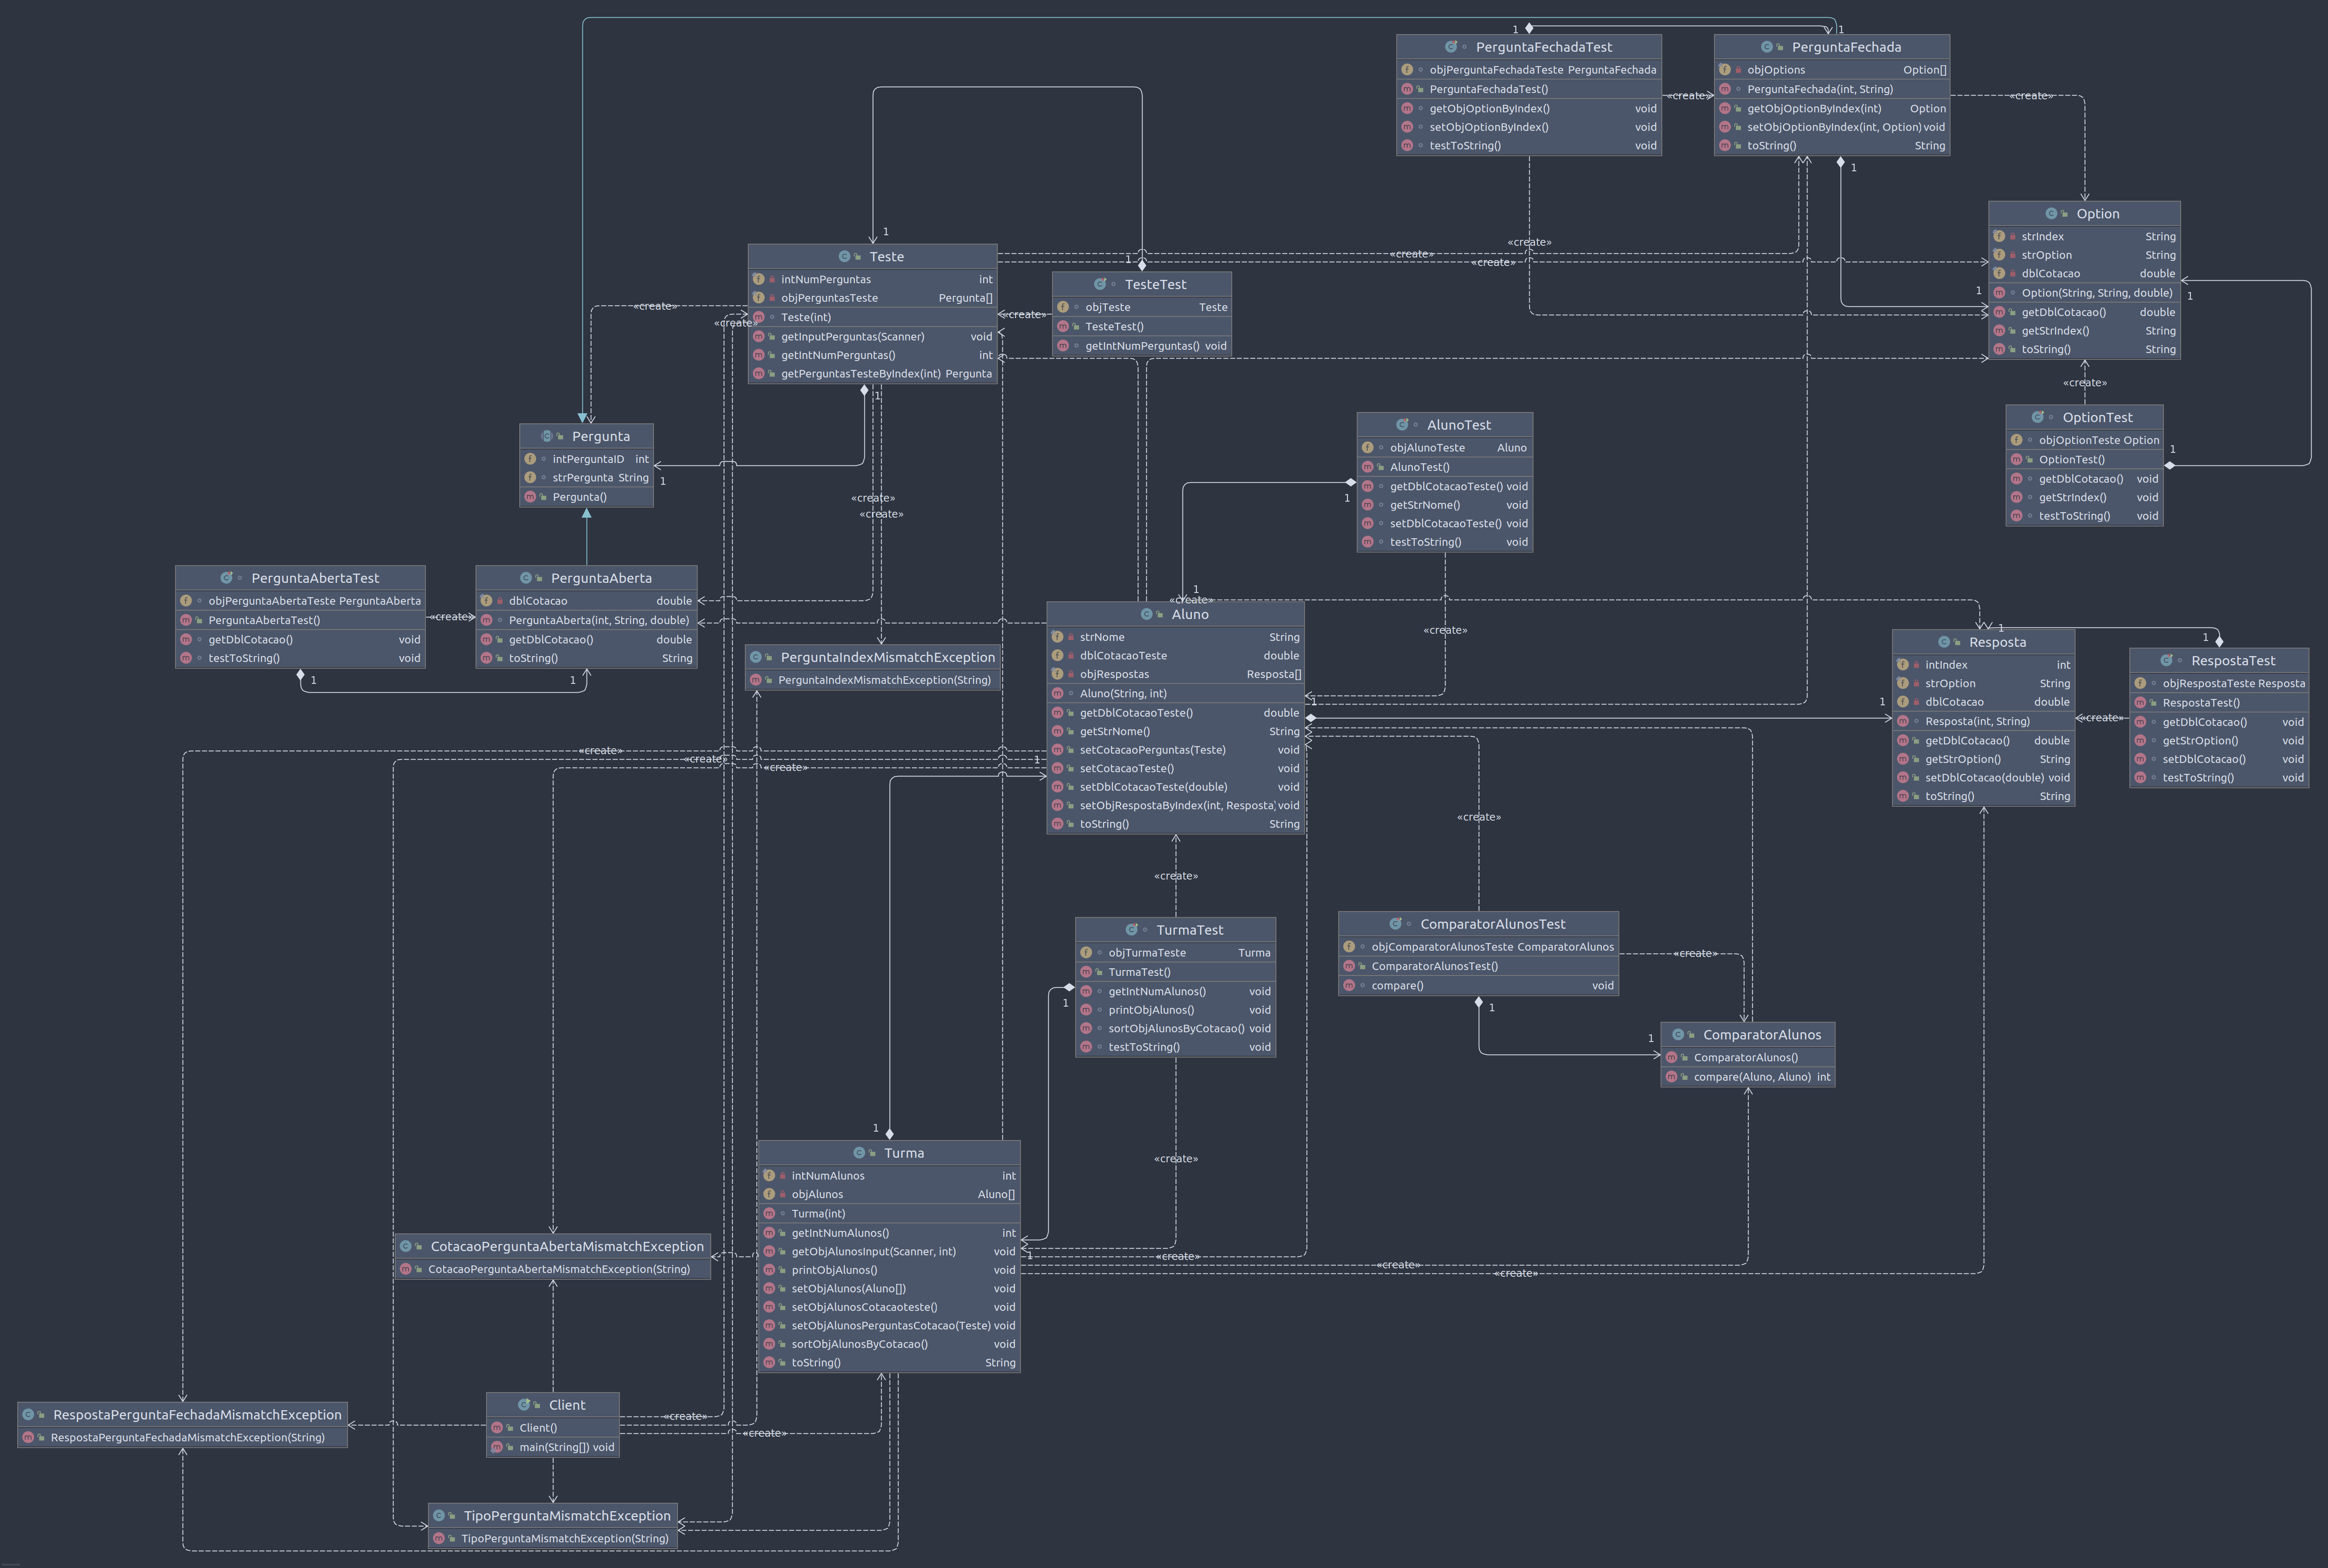 1
1
PerguntaFechadaTest
objPerguntaFechadaTeste PerguntaFechada
PerguntaFechadaTest()
getObjOptionByIndex() void
setObjOptionByIndex() void
testToString() void
«create»
PerguntaFechada
objOptions Option[]
PerguntaFechada(int, String)
getObjOptionByIndex(int) Option
setObjOptionByIndex(int, Option) void
toString() String
«create»
1
Option
strIndex String
strOption String
dblCotacao double
Option(String, String, double)
getDblCotacao() double
getStrIndex() String
toString() String
1
1
«create»
«create»
«create»
1
1
Teste
intNumPerguntas int
objPerguntasTeste Pergunta[]
Teste(int)
getInputPerguntas(Scanner) void
getIntNumPerguntas() int
getPerguntasTesteByIndex(int) Pergunta
«create»
«create»
TesteTest
objTeste Teste
TesteTest()
getIntNumPerguntas() void
«create»
1
«create»
OptionTest
objOptionTeste Option
OptionTest()
getDblCotacao() void
getStrIndex() void
testToString() void
1
Pergunta
intPerguntaID int
strPergunta String
Pergunta()
1
AlunoTest
objAlunoTeste Aluno
AlunoTest()
getDblCotacaoTeste() void
getStrNome() void
setDblCotacaoTeste() void
testToString() void
1
1
«create»
«create»
PerguntaAbertaTest
objPerguntaAbertaTeste PerguntaAberta
PerguntaAbertaTest()
getDblCotacao() void
testToString() void
1
«create»
PerguntaAberta
dblCotacao double
PerguntaAberta(int, String, double)
getDblCotacao() double
toString() String
1
PerguntaIndexMismatchException
PerguntaIndexMismatchException(String)
«create»
Aluno
strNome String
dblCotacaoTeste double
objRespostas Resposta[]
Aluno(String, int)
getDblCotacaoTeste() double
getStrNome() String
setCotacaoPerguntas(Teste) void
setCotacaoTeste() void
setDblCotacaoTeste(double) void
setObjRespostaByIndex(int, Resposta) void
toString() String
«create»
1
1
1
Resposta
intIndex int
strOption String
dblCotacao double
Resposta(int, String)
getDblCotacao() double
getStrOption() String
setDblCotacao(double) void
toString() String
«create»
1
RespostaTest
objRespostaTeste Resposta
RespostaTest()
getDblCotacao() void
getStrOption() void
setDblCotacao() void
testToString() void
«create»
«create»
«create»
1
«create»
«create»
TurmaTest
objTurmaTeste Turma
TurmaTest()
getIntNumAlunos() void
printObjAlunos() void
sortObjAlunosByCotacao() void
testToString() void
1
«create»
ComparatorAlunosTest
objComparatorAlunosTeste ComparatorAlunos
ComparatorAlunosTest()
compare() void
«create»
1
1
ComparatorAlunos
ComparatorAlunos()
compare(Aluno, Aluno) int
1
Turma
intNumAlunos int
objAlunos Aluno[]
Turma(int)
getIntNumAlunos() int
getObjAlunosInput(Scanner, int) void
printObjAlunos() void
setObjAlunos(Aluno[]) void
setObjAlunosCotacaoteste() void
setObjAlunosPerguntasCotacao(Teste) void
sortObjAlunosByCotacao() void
toString() String
1
«create»
«create»
«create»
CotacaoPerguntaAbertaMismatchException
CotacaoPerguntaAbertaMismatchException(String)
RespostaPerguntaFechadaMismatchException
RespostaPerguntaFechadaMismatchException(String)
Client
Client()
main(String[]) void
«create»
«create»
TipoPerguntaMismatchException
TipoPerguntaMismatchException(String)